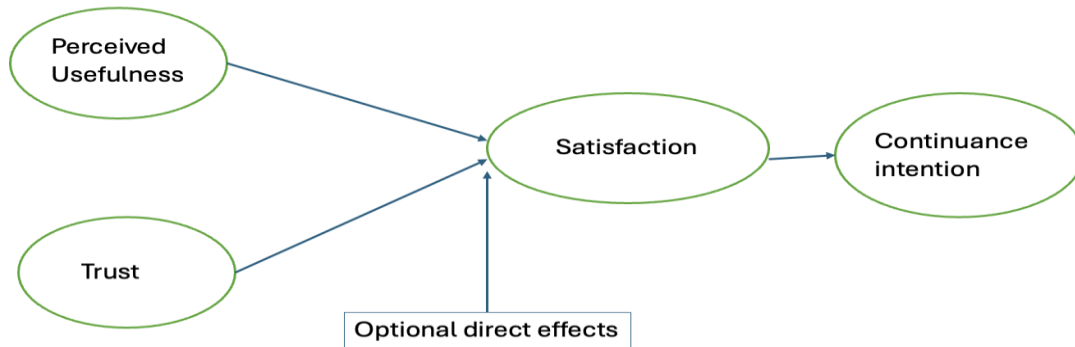 Perceived
Usefulness
Satisfaction
Continuance
intention
Trust
Optional direct effects